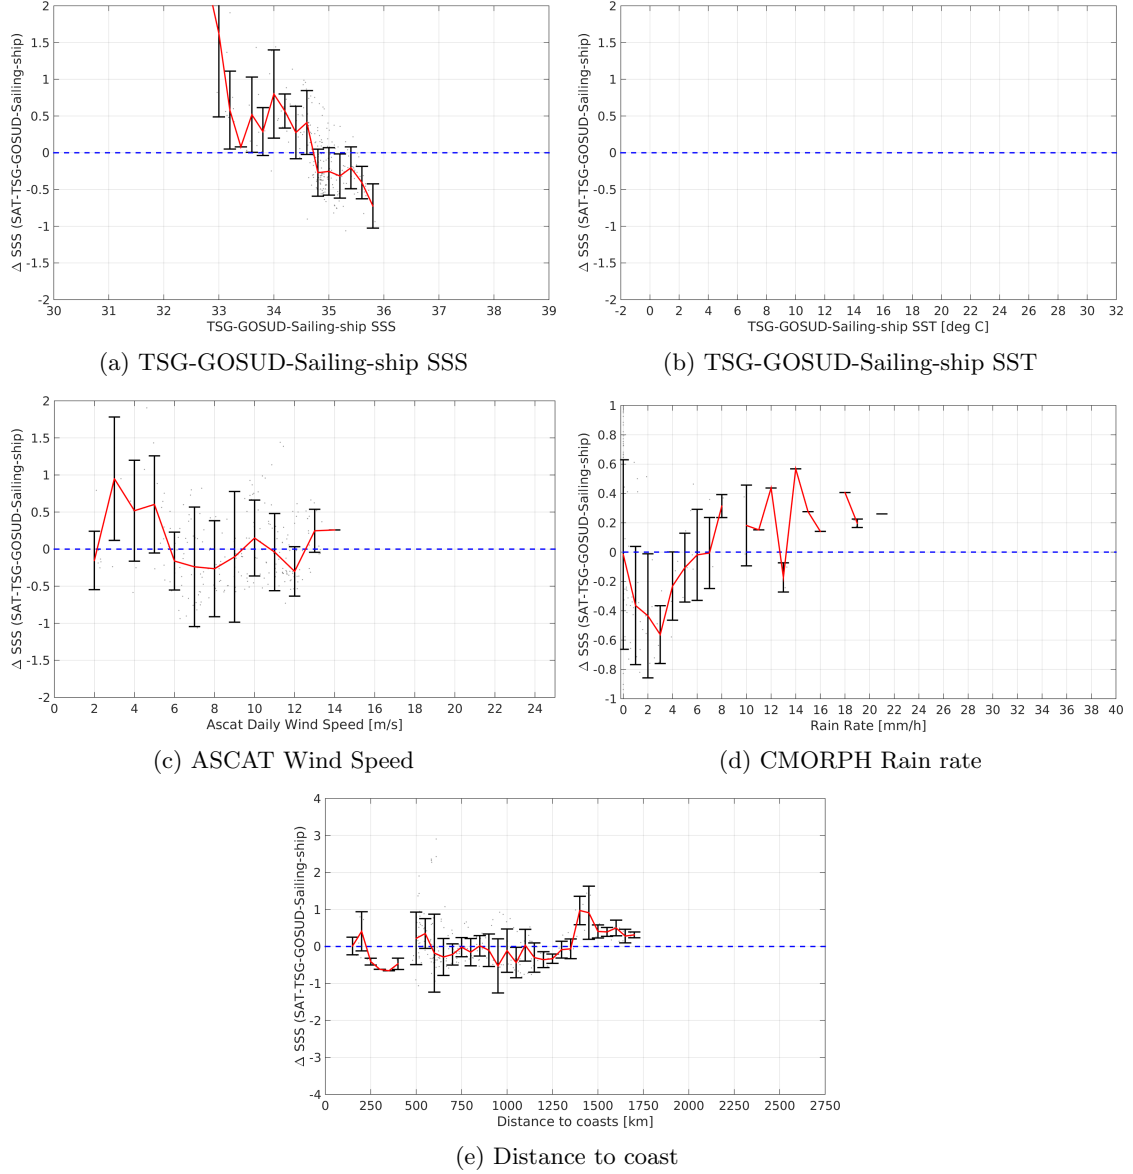 2
1.5
1
0.5
0
-0.5
-1
-1.5
-2
Δ SSS (SAT-TSG-GOSUD-Sailing-ship)
30 31 32 33 34 35 36 37 38 39
TSG-GOSUD-Sailing-ship SSS
(a) TSG-GOSUD-Sailing-ship SSS
2
1.5
1
0.5
0
-0.5
-1
-1.5
-2
Δ SSS (SAT-TSG-GOSUD-Sailing-ship)
-2 0 2 4 6 8 10 12 14 16 18 20 22 24 26 28 30 32
TSG-GOSUD-Sailing-ship SST [deg C]
(b) TSG-GOSUD-Sailing-ship SST
2
1.5
1
0.5
0
-0.5
-1
-1.5
-2
Δ SSS (SAT-TSG-GOSUD-Sailing-ship)
0 2 4 6 8 10 12 14 16 18 20 22 24
Ascat Daily Wind Speed [m/s]
(c) ASCAT Wind Speed
1
0.8
0.6
0.4
0.2
0
-0.2
-0.4
-0.6
-0.8
-1
Δ SSS (SAT-TSG-GOSUD-Sailing-ship)
0 2 4 6 8 10 12 14 16 18 20 22 24 26 28 30 32 34 36 38 40
Rain Rate [mm/h]
(d) CMORPH Rain rate
4
3
2
1
0
-1
-2
-3
-4
Δ SSS (SAT-TSG-GOSUD-Sailing-ship)
0 250 500 750 1000 1250 1500 1750 2000 2250 2500 2750
Distance to coasts [km]
(e) Distance to coast